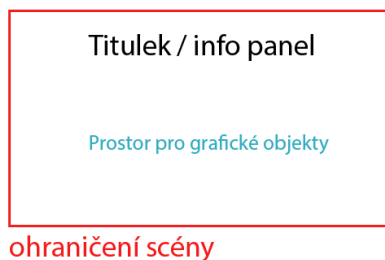 Titulek / info panel
Prostor pro grafické objekty
ohraničení scény